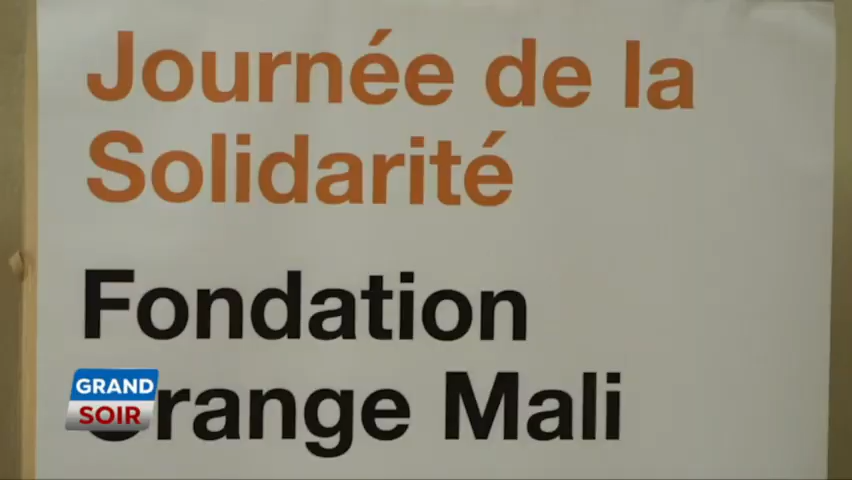 Journée de la
Solidarité
Fondation
Orange Mali
GRAND
SOIR